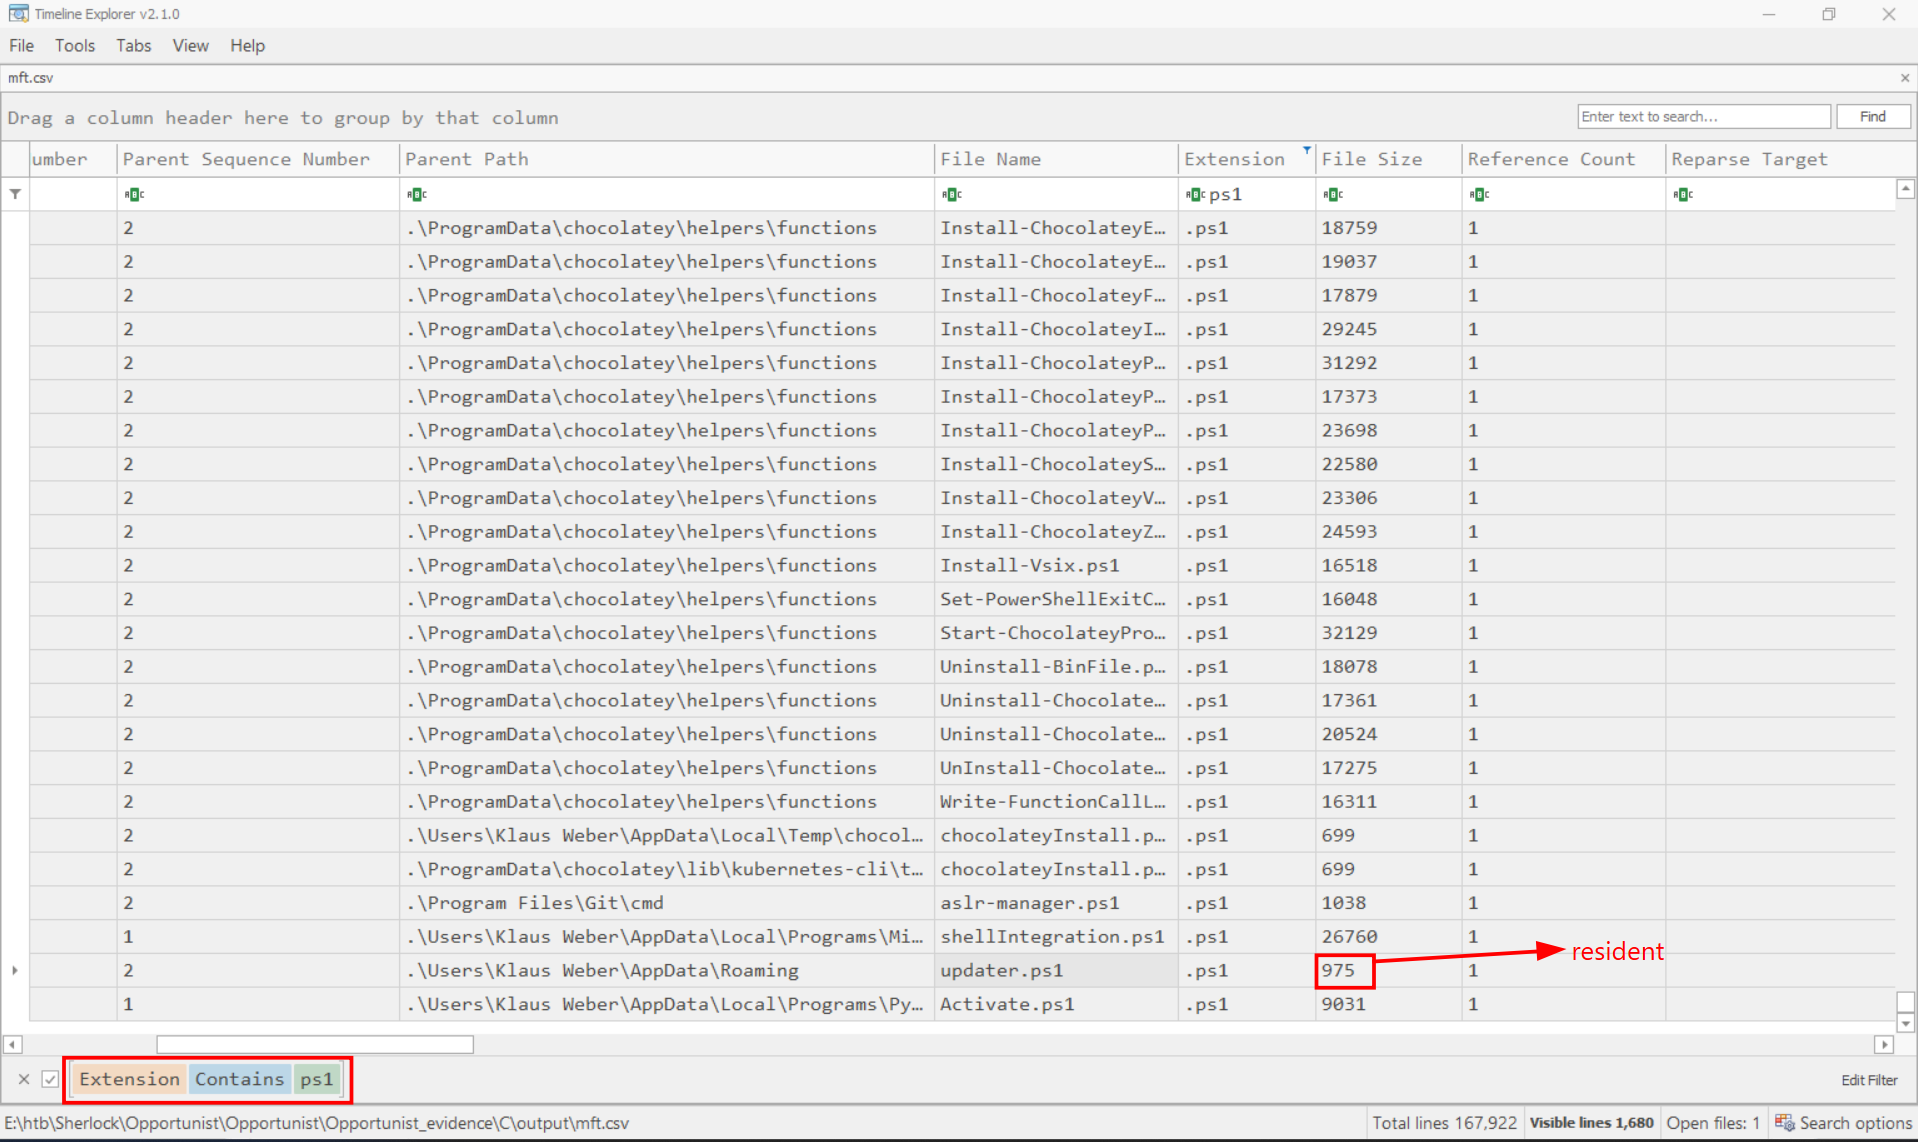 Timeline Explorer v2.1.0
File Tools Tabs View Help
mft.csv
Drag a column header here to group by that column
Enter text to search... Find
umber Parent Sequence Number Parent Path File Name Extension File Size Reference Count Reparse Target
ps1
2 .\ProgramData\chocolatey\helpers\functions Install-ChocolateyE… .ps1 18759 1
2 .\ProgramData\chocolatey\helpers\functions Install-ChocolateyE… .ps1 19037 1
2 .\ProgramData\chocolatey\helpers\functions Install-ChocolateyF… .ps1 17879 1
2 .\ProgramData\chocolatey\helpers\functions Install-ChocolateyI… .ps1 29245 1
2 .\ProgramData\chocolatey\helpers\functions Install-ChocolateyP… .ps1 31292 1
2 .\ProgramData\chocolatey\helpers\functions Install-ChocolateyP… .ps1 17373 1
2 .\ProgramData\chocolatey\helpers\functions Install-ChocolateyP… .ps1 23698 1
2 .\ProgramData\chocolatey\helpers\functions Install-ChocolateyS… .ps1 22580 1
2 .\ProgramData\chocolatey\helpers\functions Install-ChocolateyV… .ps1 23306 1
2 .\ProgramData\chocolatey\helpers\functions Install-ChocolateyZ… .ps1 24593 1
2 .\ProgramData\chocolatey\helpers\functions Install-Vsix.ps1 .ps1 16518 1
2 .\ProgramData\chocolatey\helpers\functions Set-PowerShellExitC… .ps1 16048 1
2 .\ProgramData\chocolatey\helpers\functions Start-ChocolateyPro… .ps1 32129 1
2 .\ProgramData\chocolatey\helpers\functions Uninstall-BinFile.p… .ps1 18078 1
2 .\ProgramData\chocolatey\helpers\functions Uninstall-Chocolate… .ps1 17361 1
2 .\ProgramData\chocolatey\helpers\functions Uninstall-Chocolate… .ps1 20524 1
2 .\ProgramData\chocolatey\helpers\functions UnInstall-Chocolate… .ps1 17275 1
2 .\ProgramData\chocolatey\helpers\functions Write-FunctionCallL… .ps1 16311 1
2 .\Users\Klaus Weber\AppData\Local\Temp\chocol… chocolateyInstall.p… .ps1 699 1
2 .\ProgramData\chocolatey\lib\kubernetes-cli\t… chocolateyInstall.p… .ps1 699 1
2 .\Program Files\Git\cmd aslr-manager.ps1 .ps1 1038 1
1 .\Users\Klaus Weber\AppData\Local\Programs\Mi… shellIntegration.ps1 .ps1 26760 1
resident
2 .\Users\Klaus Weber\AppData\Roaming updater.ps1 .ps1 975 1
1 .\Users\Klaus Weber\AppData\Local\Programs\Py… Activate.ps1 .ps1 9031 1
Extension Contains ps1 Edit Filter
E:\htb\Sherlock\Opportunist\Opportunist\Opportunist_evidence\C\output\mft.csv Total lines 167,922 Visible lines 1,680 Open files: 1 Search options